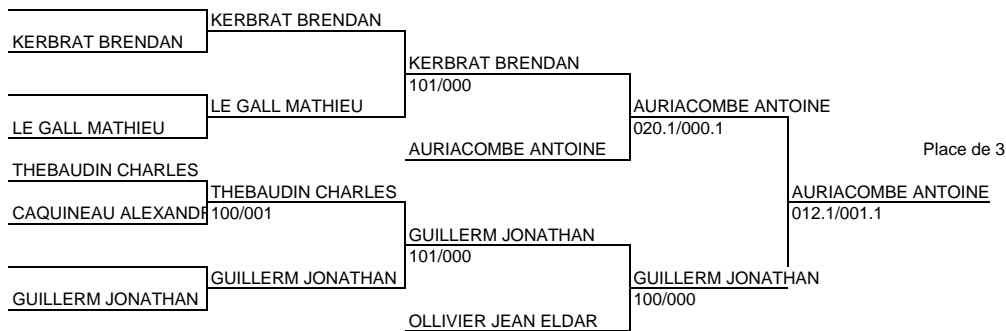 KERBRAT BRENDAN
KERBRAT BRENDAN
KERBRAT BRENDAN
101/000
LE GALL MATHIEU
AURIACOMBE ANTOINE
LE GALL MATHIEU
020.1/000.1
AURIACOMBE ANTOINE
Place de 3
THEBAUDIN CHARLES
THEBAUDIN CHARLES
AURIACOMBE ANTOINE
CAQUINEAU ALEXANDR
100/001
012.1/001.1
GUILLERM JONATHAN
101/000
GUILLERM JONATHAN
GUILLERM JONATHAN
GUILLERM JONATHAN
100/000
OLLIVIER JEAN ELDAR